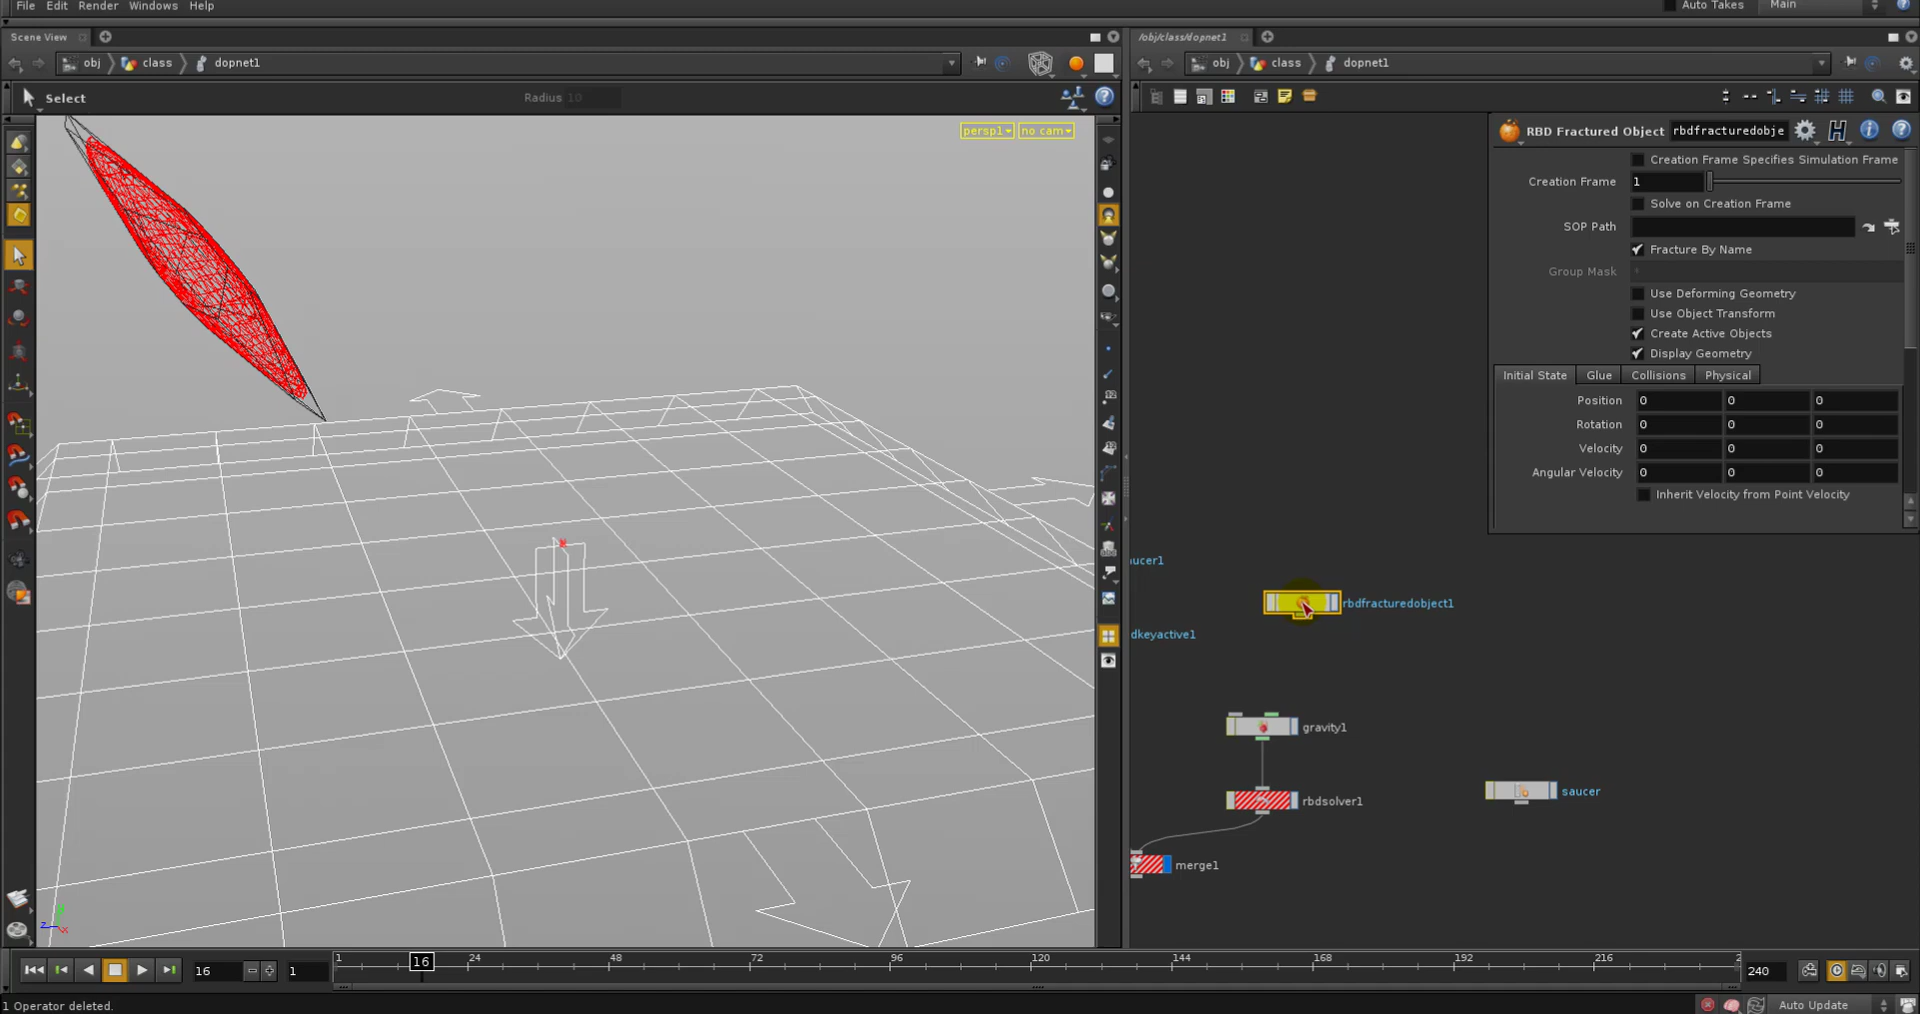 File Edit Render Windows Help
Auto Takes Main
Scene View
/obj/class/dopnet1
obj class dopnet1
obj class dopnet1
Select
Radius 10
persp1 no cam
RBD Fractured Object rbdfracturedobje
Creation Frame Specifies Simulation Frame
Creation Frame 1
Solve on Creation Frame
SOP Path
Fracture By Name
Group Mask
Use Deforming Geometry
Use Object Transform
Create Active Objects
Display Geometry
Initial State Glue Collisions Physical
Position 0 0 0
Rotation 0 0 0
Velocity 0 0 0
Angular Velocity 0 0 0
Inherit Velocity from Point Velocity
ucer1
rbdfracturedobject1
dkeyactive1
gravity1
saucer
rbdsolver1
merge1
z y x
16 1 1 16 24 48 72 96 120 144 168 192 216 2 240
1 Operator deleted.
Auto Update